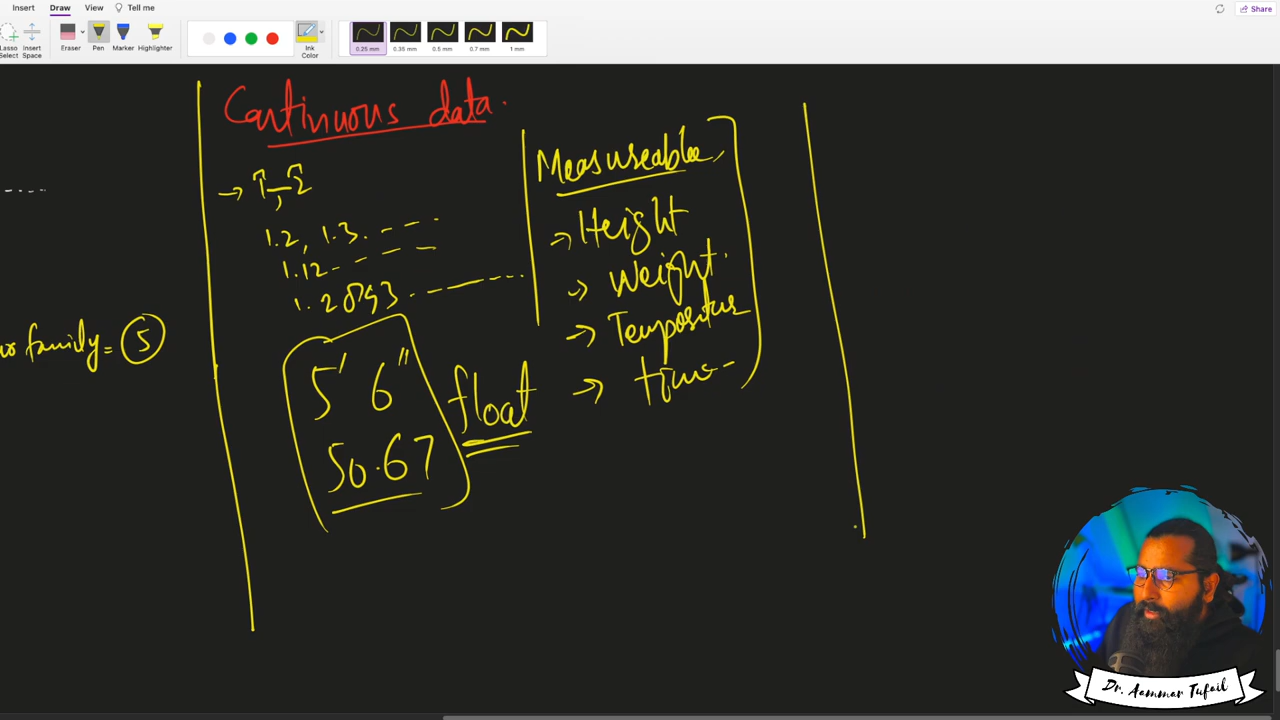 Insert Draw View Tell me
Share
Lasso Select
Insert Space
Eraser
Pen
Marker
Highlighter
Ink Color
0.25 mm
0.35 mm
0.5 mm
0.7 mm
1 mm
Continuous data.
→ 1, 2
1.2, 1.3. - - -
1.12 - - - - -
1.2893. - - - - - -
5' 6"
50.67
float
Measureable
→ Height
→ Weight.
→ Temperature
→ time
family = 5
Dr. Aammar Tufail